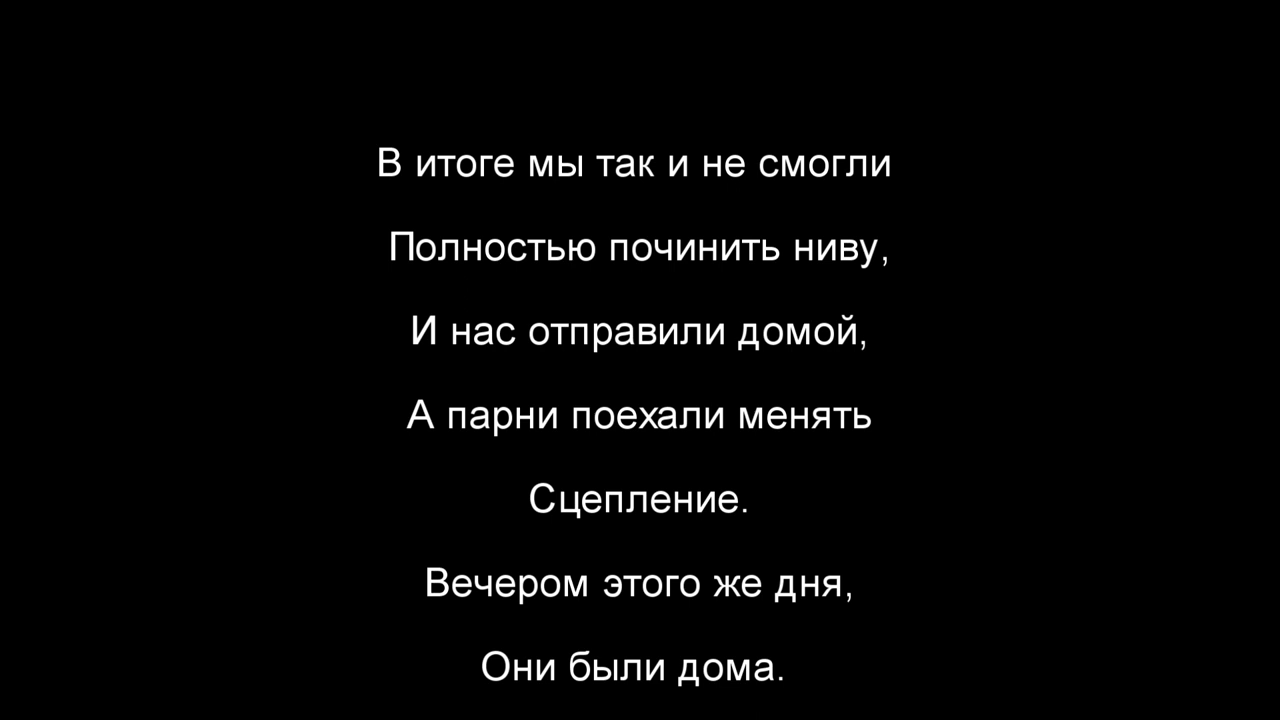 В итоге мы так и не смогли
Полностью починить ниву,
И нас отправили домой,
А парни поехали менять
Сцепление.
Вечером этого же дня,
Они были дома.